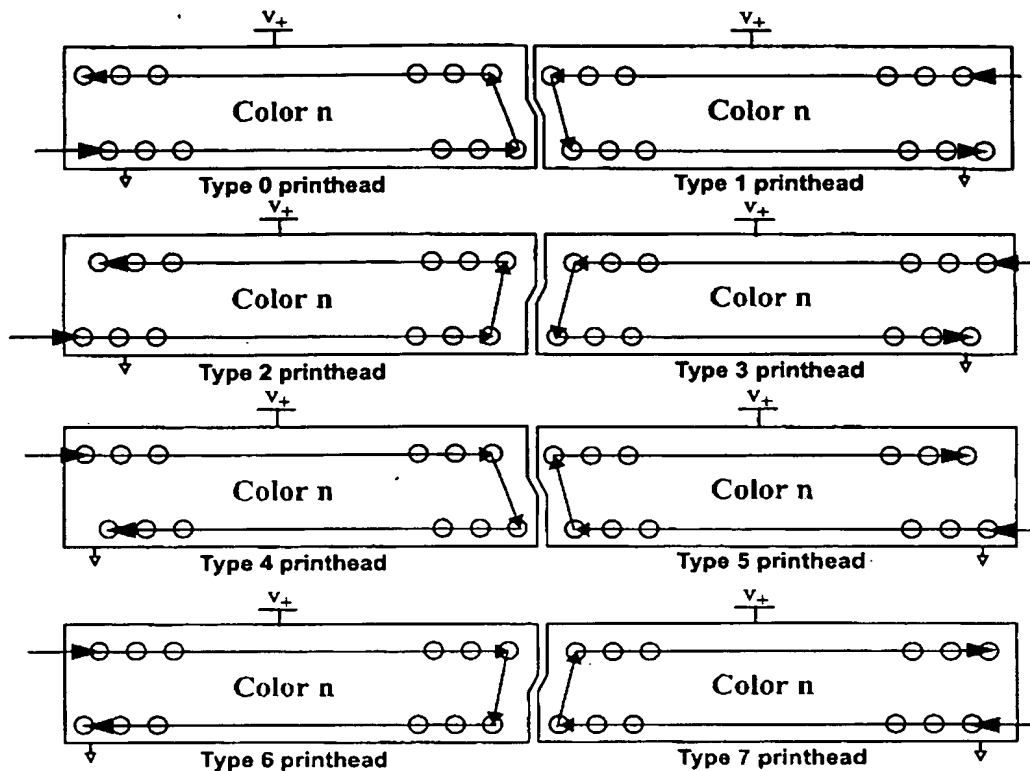 V+ V+
Color n Color n
Type 0 printhead Type 1 printhead
V+ V+
Color n Color n
Type 2 printhead Type 3 printhead
V+ V+
Color n Color n
Type 4 printhead Type 5 printhead
V+ V+
Color n Color n
Type 6 printhead Type 7 printhead